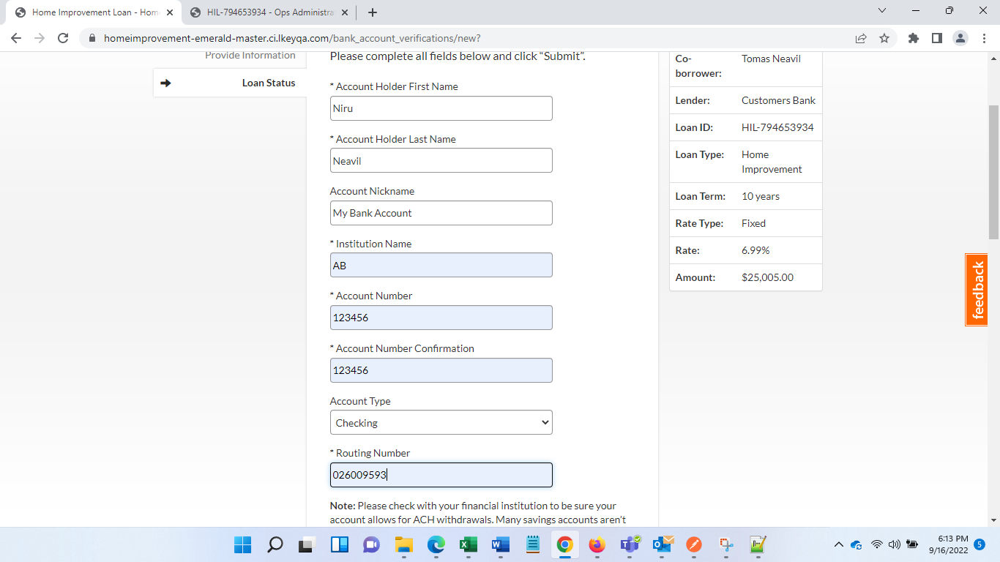 Home Improvement Loan - Hom
HIL-794653934 - Ops Administra
homeimprovement-emerald-master.ci.lkeyqa.com/bank_account_verifications/new?
Provide Information
Loan Status
Please complete all fields below and click “Submit”.
* Account Holder First Name
Niru
* Account Holder Last Name
Neavil
Account Nickname
My Bank Account
* Institution Name
AB
* Account Number
123456
* Account Number Confirmation
123456
Account Type
Checking
* Routing Number
026009593
Note: Please check with your financial institution to be sure your
account allows for ACH withdrawals. Many savings accounts aren’t
Co-
borrower:
Tomas Neavil
Lender:
Customers Bank
Loan ID:
HIL-794653934
Loan Type:
Home
Improvement
Loan Term:
10 years
Rate Type:
Fixed
Rate:
6.99%
Amount:
$25,005.00
feedback
6:13 PM
9/16/2022
5